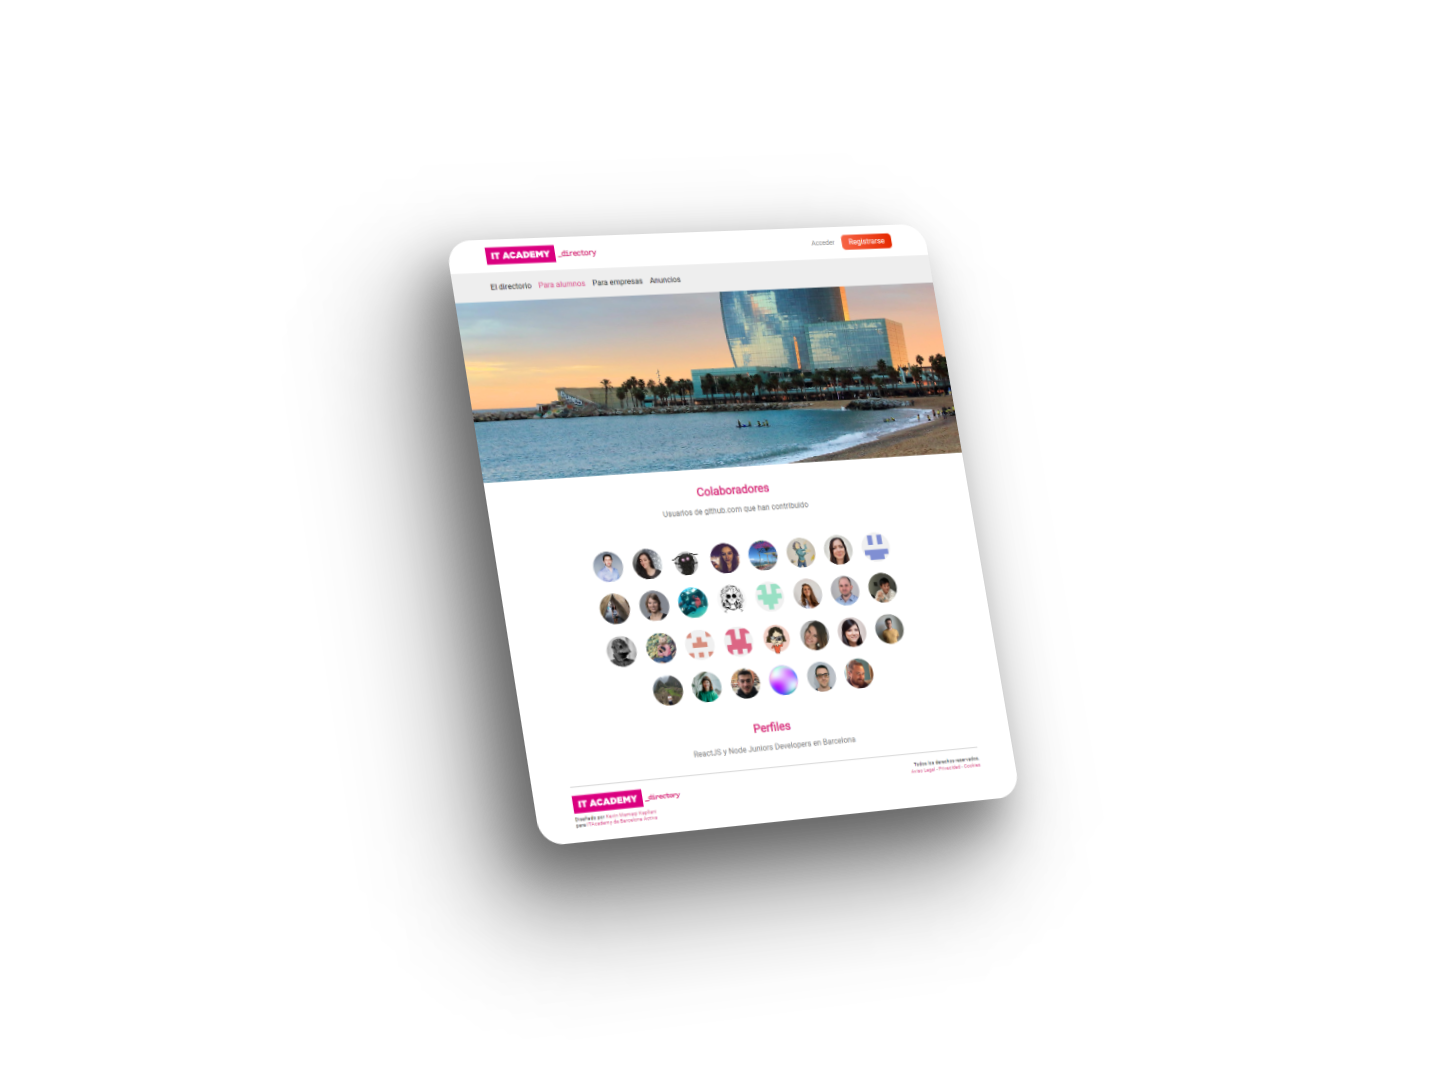 IT ACADEMY _directory
Acceder Registrarse
El directorio Para alumnos Para empresas Anuncios
Colaboradores
Usuarios de github.com que han contribuido
Perfiles
ReactJS y Node Juniors Developers en Barcelona
Todos los derechos reservados
Aviso Legal - Privacidad - Cookies
IT ACADEMY _directory
Diseñado por Kevin
para ITAcademy de Barcelona Activa